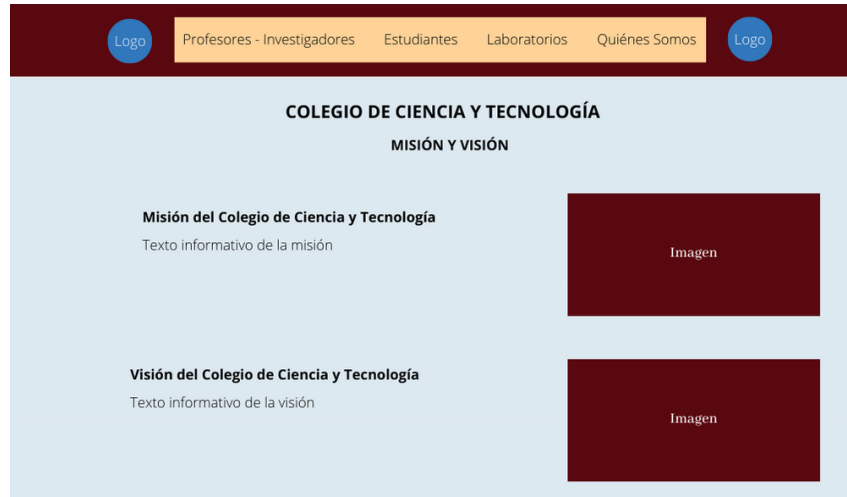 Logo
Profesores - Investigadores
Estudiantes
Laboratorios
Quiénes Somos
Logo
COLEGIO DE CIENCIA Y TECNOLOGÍA
MISIÓN Y VISIÓN
Misión del Colegio de Ciencia y Tecnología
Texto informativo de la misión
Imagen
Visión del Colegio de Ciencia y Tecnología
Texto informativo de la visión
Imagen